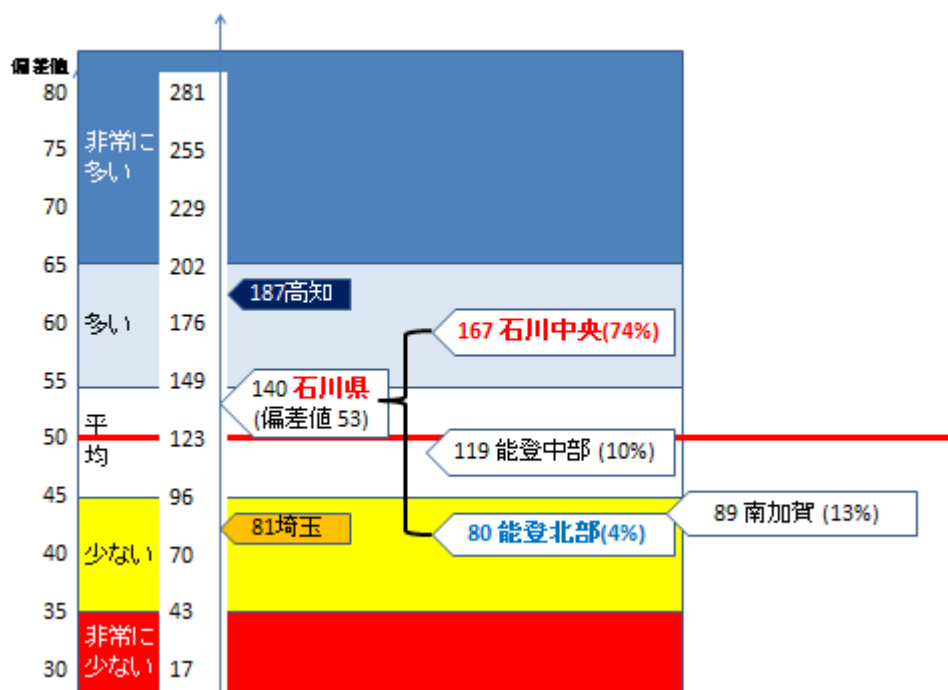 偏差値
80 281
非常に
75 255
多い
70 229
65 202
187高知
60 多い 176
167 石川中央(74%)
55 149
140 石川県
(偏差値 53)
平
50 123
均
119 能登中部 (10%)
45 96
89 南加賀 (13%)
81埼玉
80 能登北部(4%)
40 少ない 70
35 43
非常に
30 少ない 17